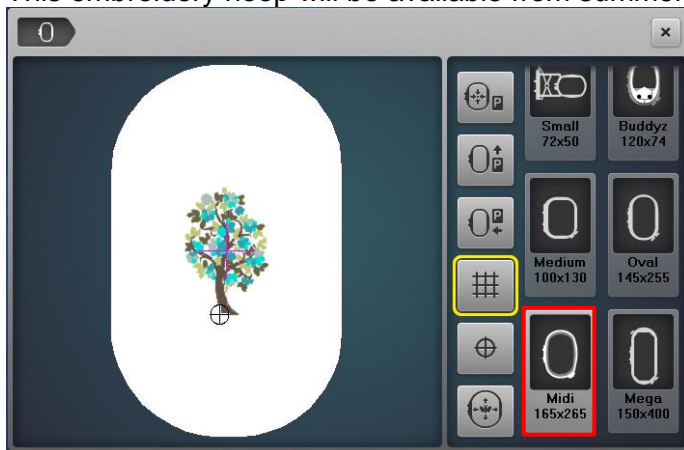 This embroidery hoop will be available from summer
Small
72x50
Buddyz
120x74
P
P
P
Medium
100x130
Oval
145x255
Midi
165x265
Mega
150x400